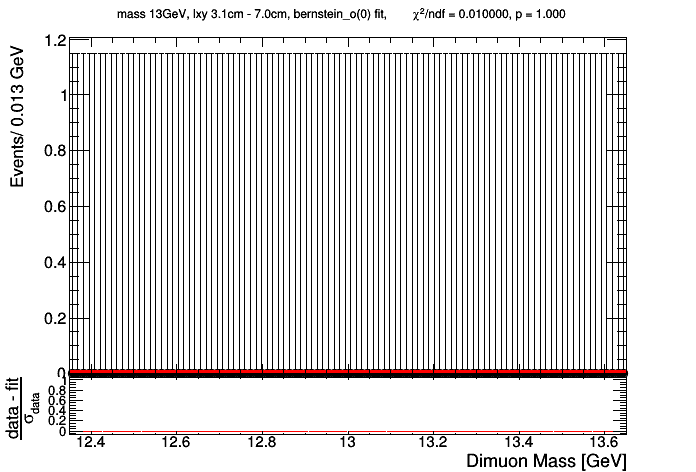 mass 13GeV, lxy 3.1cm - 7.0cm, bernstein_o(0) fit, χ²/ndf = 0.010000, p = 1.000
Events/ 0.013 GeV
1.2
1
0.8
0.6
0.4
0.2
0
data - fit
σdata
1
0.8
0.6
0.4
0.2
0
12.4 12.6 12.8 13 13.2 13.4 13.6
Dimuon Mass [GeV]